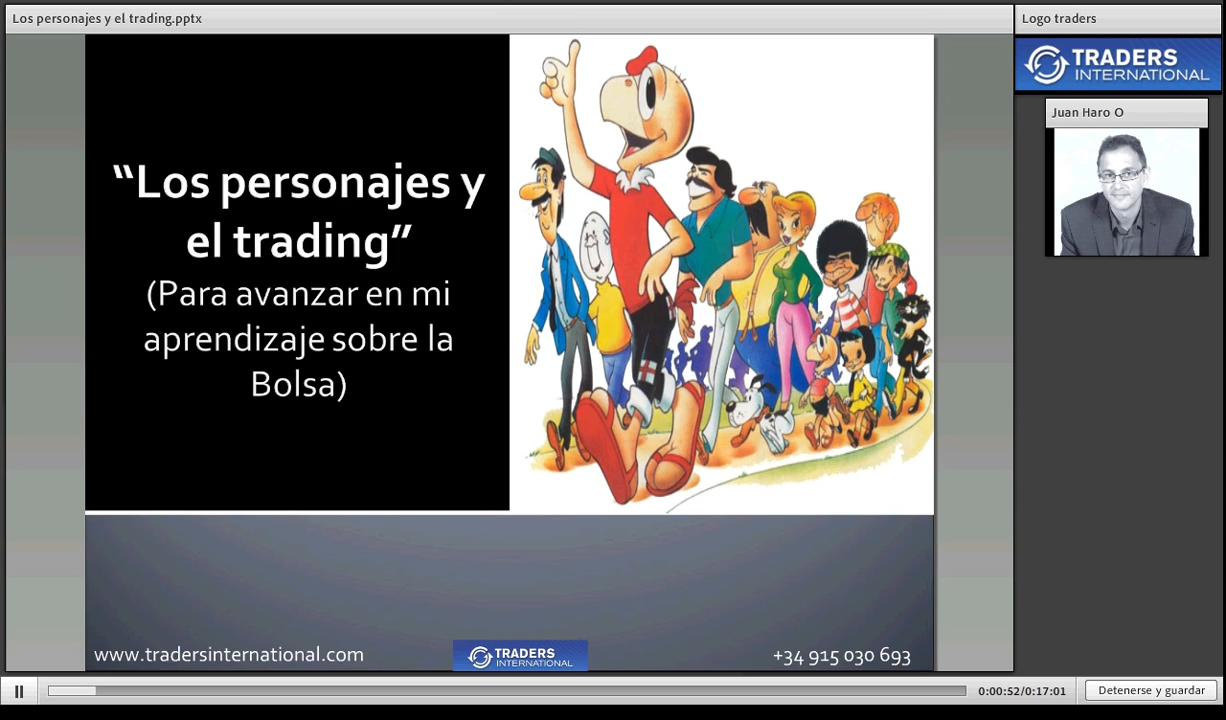 Los personajes y el trading.pptx
Logo traders
TRADERS
INTERNATIONAL
Juan Haro O
“Los personajes y
el trading”
(Para avanzar en mi
aprendizaje sobre la
Bolsa)
www.tradersinternational.com
TRADERS
INTERNATIONAL
+34 915 030 693
0:00:52/0:17:01
Detenerse y guardar